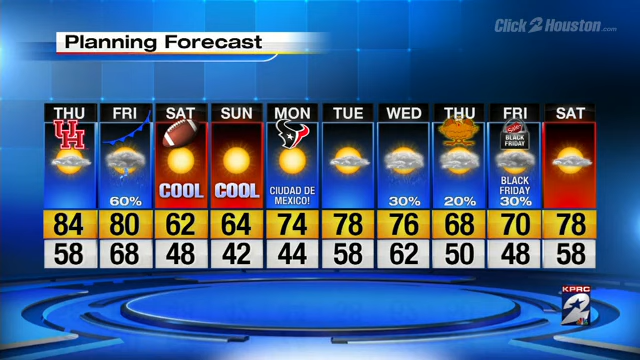 Click2Houston.com
Planning Forecast
THU FRI SAT SUN MON TUE WED THU FRI SAT
UH
Sale!
BLACK
FRIDAY
COOL COOL
CIUDAD DE
MEXICO!
BLACK
FRIDAY
60% 30% 20% 30%
84 80 62 64 74 78 76 68 70 78
58 68 48 42 44 58 62 50 48 58
KPRC
2